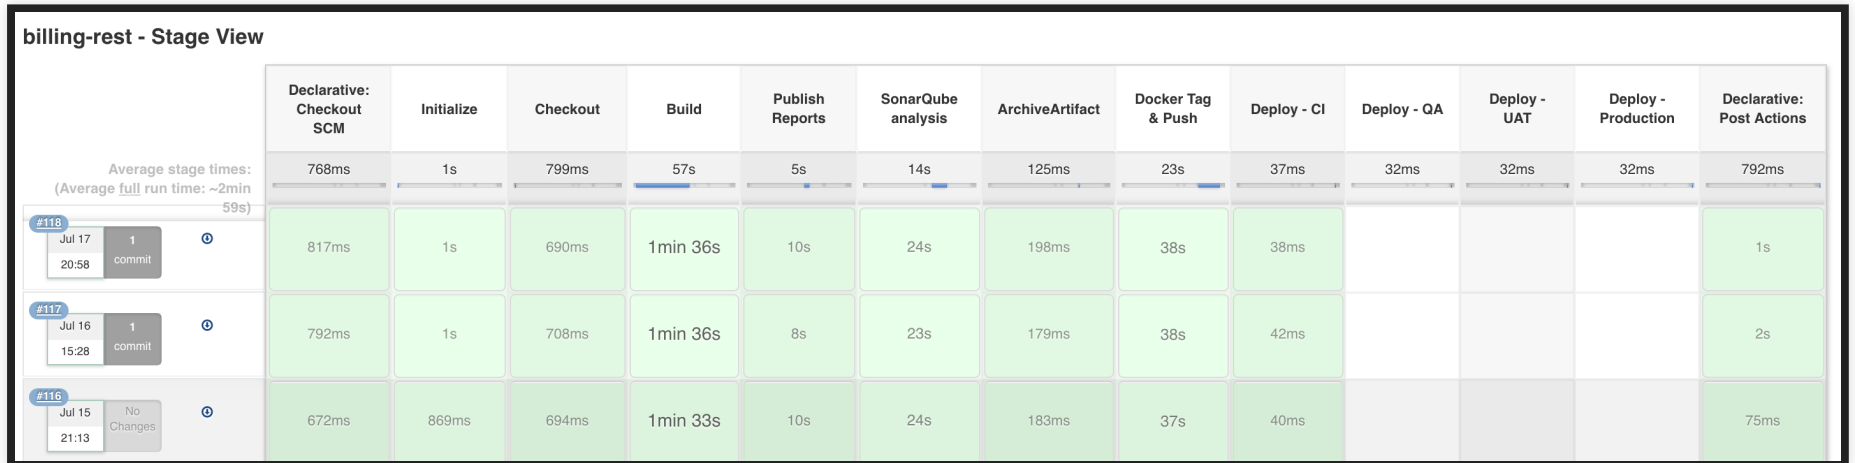 billing-rest - Stage View
Declarative:
Checkout
SCM
Initialize
Checkout
Build
Publish
Reports
SonarQube
analysis
ArchiveArtifact
Docker Tag
& Push
Deploy - CI
Deploy - QA
Deploy -
UAT
Deploy -
Production
Declarative:
Post Actions
Average stage times:
(Average full run time: ~2min
59s)
768ms
1s
799ms
57s
5s
14s
125ms
23s
37ms
32ms
32ms
32ms
792ms
#118
Jul 17
20:58
1
commit
817ms
1s
690ms
1min 36s
10s
24s
198ms
38s
38ms
1s
#117
Jul 16
15:28
1
commit
792ms
1s
708ms
1min 36s
8s
23s
179ms
38s
42ms
2s
#116
Jul 15
21:13
No
Changes
672ms
869ms
694ms
1min 33s
10s
24s
183ms
37s
40ms
75ms